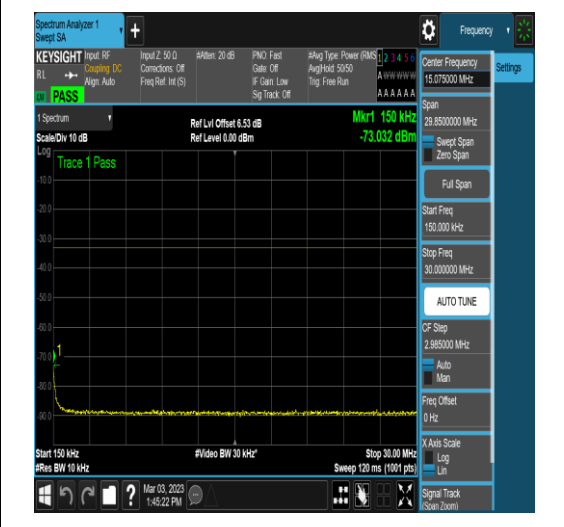 Spectrum Analyzer 1
Swept SA
+
Frequency
KEYSIGHT
RL
PASS
Input: RF
Coupling: DC
Align: Auto
Input Z: 50 Ω
Corrections: Off
Freq Ref: Int (S)
#Atten: 20 dB
PNO: Fast
Gate: Off
IF Gain: Low
Sig Track: Off
#Avg Type: Power (RMS
Avg|Hold: 50/50
Trig: Free Run
1 2 3 4 5 6
A W W W W W
A A A A A A
1 Spectrum
Scale/Div 10 dB
Ref Lvl Offset 6.53 dB
Ref Level 0.00 dBm
Mkr1 150 kHz
-73.032 dBm
Log
Trace 1 Pass
-10.0
-20.0
-30.0
-40.0
-50.0
-60.0
-70.0
-80.0
-90.0
1
Start 150 kHz
#Res BW 10 kHz
#Video BW 30 kHz*
Stop 30.00 MHz
Sweep 120 ms (1001 pts)
?
Mar 03, 2023
1:45:22 PM
Center Frequency
15.075000 MHz
Settings
Span
29.8500000 MHz
Swept Span
Zero Span
Full Span
Start Freq
150.000 kHz
Stop Freq
30.000000 MHz
AUTO TUNE
CF Step
2.985000 MHz
Auto
Man
Freq Offset
0 Hz
X Axis Scale
Log
Lin
Signal Track
(Span Zoom)